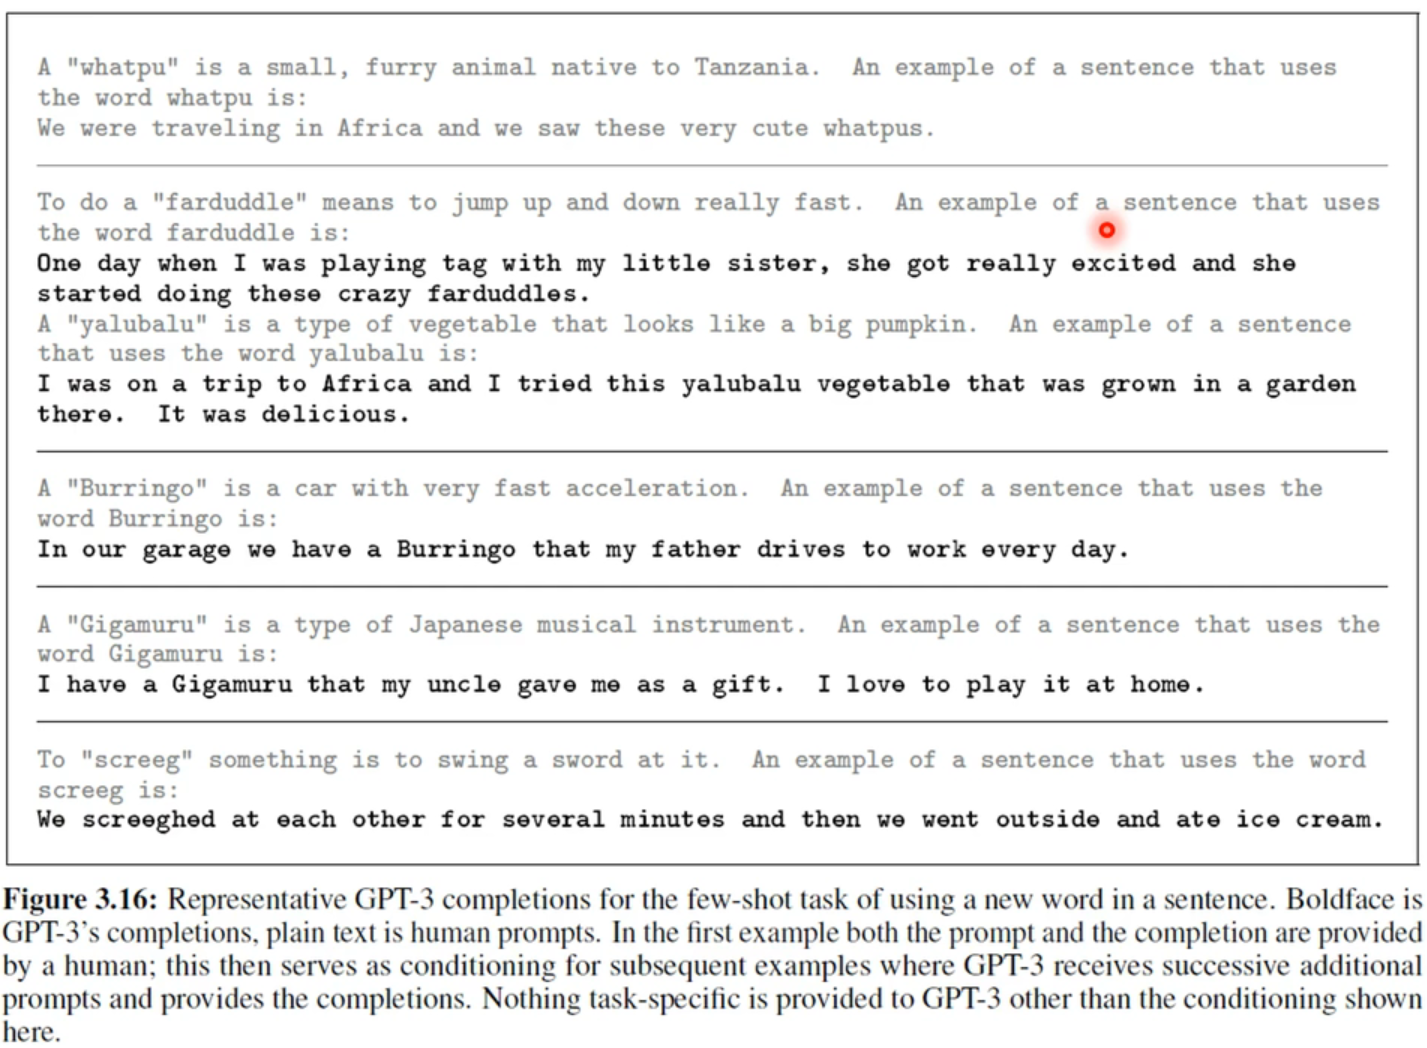 A "whatpu" is a small, furry animal native to Tanzania. An example of a sentence that uses
the word whatpu is:
We were traveling in Africa and we saw these very cute whatpus.
To do a "farduddle" means to jump up and down really fast. An example of a sentence that uses
the word farduddle is:
One day when I was playing tag with my little sister, she got really excited and she
started doing these crazy farduddles.
A "yalubalu" is a type of vegetable that looks like a big pumpkin. An example of a sentence
that uses the word yalubalu is:
I was on a trip to Africa and I tried this yalubalu vegetable that was grown in a garden
there. It was delicious.
A "Burringo" is a car with very fast acceleration. An example of a sentence that uses the
word Burringo is:
In our garage we have a Burringo that my father drives to work every day.
A "Gigamuru" is a type of Japanese musical instrument. An example of a sentence that uses the
word Gigamuru is:
I have a Gigamuru that my uncle gave me as a gift. I love to play it at home.
To "screeg" something is to swing a sword at it. An example of a sentence that uses the word
screeg is:
We screeghed at each other for several minutes and then we went outside and ate ice cream.
Figure 3.16: Representative GPT-3 completions for the few-shot task of using a new word in a sentence. Boldface is
GPT-3's completions, plain text is human prompts. In the first example both the prompt and the completion are provided
by a human; this then serves as conditioning for subsequent examples where GPT-3 receives successive additional
prompts and provides the completions. Nothing task-specific is provided to GPT-3 other than the conditioning shown
here.